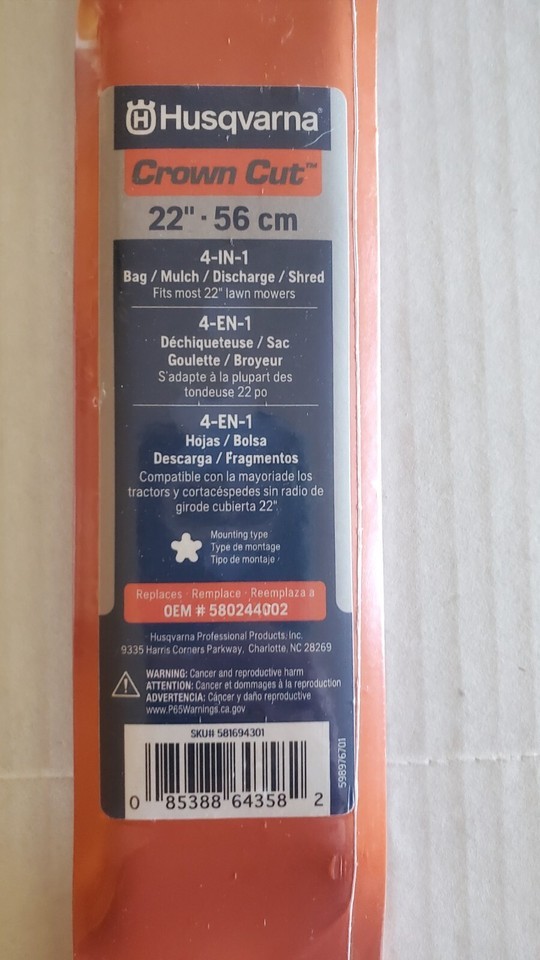 Husqvarna
Crown Cut™
22" · 56 cm
4-IN-1
Bag / Mulch / Discharge / Shred
Fits most 22" lawn mowers
4-EN-1
Déchiqueteuse / Sac
Goulette / Broyeur
S'adapte à la plupart des
tondeuse 22 po
4-EN-1
Hojas / Bolsa
Descarga / Fragmentos
Compatible con la mayoriade los
tractors y cortacéspedes sin radio de
girode cubierta 22"
Mounting type
Type de montage
Tipo de montaje
Replaces · Remplace · Reemplaza a
OEM # 580244002
Husqvarna Professional Products, Inc.
9335 Harris Corners Parkway, Charlotte, NC 28269
WARNING: Cancer and reproductive harm
ATTENTION: Cancer et dommages à la reproduction
ADVERTENCIA: Cáncer y daño reproductive
www.P65Warnings.ca.gov
SKU# 581694301
0 85388 64358 2
598976701